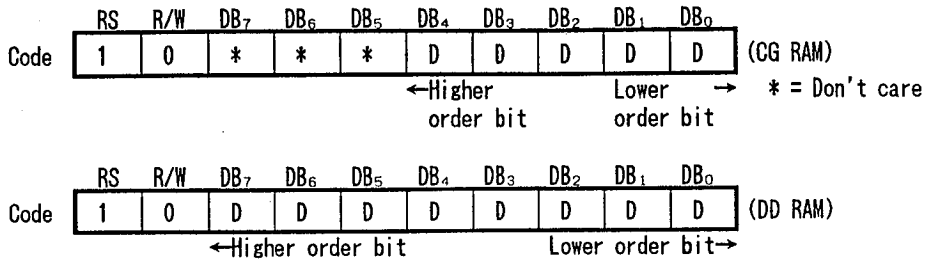 RS R/W DB₇ DB₆ DB₅ DB₄ DB₃ DB₂ DB₁ DB₀
Code 1 0 * * * D D D D D (CG RAM)
←Higher Lower → * = Don't care
order bit order bit
RS R/W DB₇ DB₆ DB₅ DB₄ DB₃ DB₂ DB₁ DB₀
Code 1 0 D D D D D D D D (DD RAM)
←Higher order bit Lower order bit→